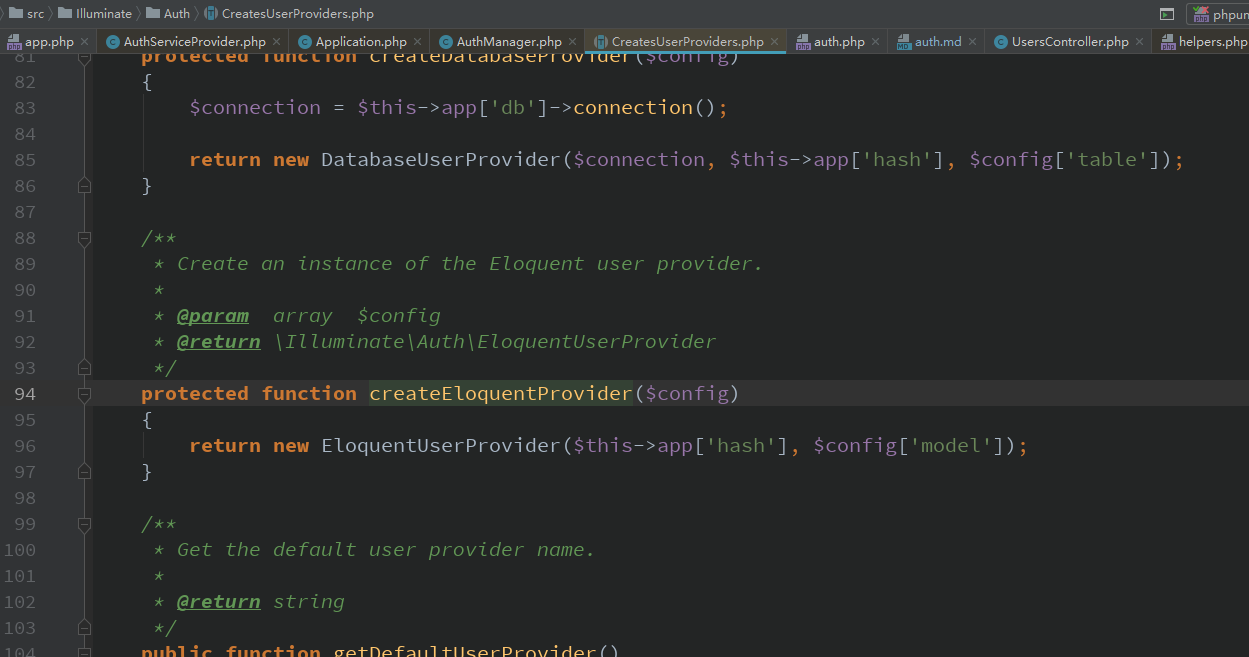 src Illuminate Auth CreatesUserProviders.php
phpun
app.php AuthServiceProvider.php Application.php AuthManager.php CreatesUserProviders.php auth.php auth.md UsersController.php helpers.php
81 protected function createDatabaseProvider($config)
82 {
83 $connection = $this->app['db']->connection();
84
85 return new DatabaseUserProvider($connection, $this->app['hash'], $config['table']);
86 }
87
88 /**
89 * Create an instance of the Eloquent user provider.
90 *
91 * @param  array  $config
92 * @return \Illuminate\Auth\EloquentUserProvider
93 */
94 protected function createEloquentProvider($config)
95 {
96 return new EloquentUserProvider($this->app['hash'], $config['model']);
97 }
98
99 /**
100 * Get the default user provider name.
101 *
102 * @return string
103 */
104 public function getDefaultUserProvider()